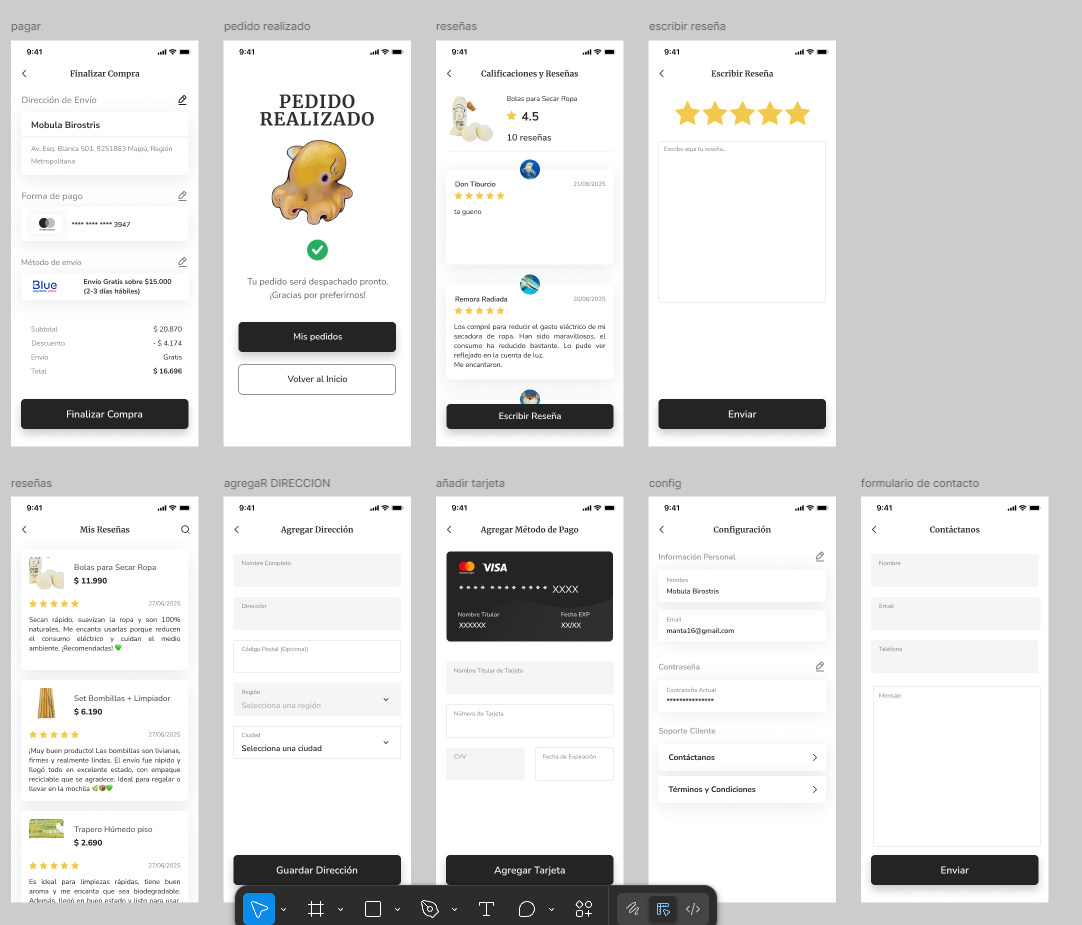 pagar
9:41
Finalizar Compra
Dirección de Envío
Mobula Birostris
Av. Esq. Blanca 501, 9251863 Maipú, Región
Metropolitana
Forma de pago
**** **** **** 3947
Método de envío
Blue
Envío Gratis sobre $15.000
(2-3 días hábiles)
Subtotal $ 20.870
Descuento - $ 4.174
Envío Gratis
Total $ 16.696
Finalizar Compra
pedido realizado
9:41
PEDIDO
REALIZADO
Tu pedido será despachado pronto.
¡Gracias por preferirnos!
Mis pedidos
Volver al Inicio
reseñas
9:41
Calificaciones y Reseñas
Bolas para Secar Ropa
4.5
10 reseñas
Don Tiburcio 21/06/2025
ta gueno
Remora Radiada 20/06/2025
Los compré para reducir el gasto eléctrico de mi
secadora de ropa. Han sido maravillosos, el
consumo ha reducido bastante. Lo pude ver
reflejado en la cuenta de luz.
Me encantaron.
Escribir Reseña
escribir reseña
9:41
Escribir Reseña
Escribe aquí tu reseña...
Enviar
reseñas
9:41
Mis Reseñas
Bolas para Secar Ropa
$ 11.990
27/06/2025
Secan rápido, suavizan la ropa y son 100%
naturales. Me encanta usarlas porque reducen
el consumo eléctrico y cuidan el medio
ambiente. ¡Recomendadas! 💚
Set Bombillas + Limpiador
$ 6.190
27/06/2025
¡Muy buen producto! Las bombillas son livianas,
firmes y realmente lindas. El envío fue rápido y
llegó todo en excelente estado, con empaque
reciclable que se agradece. Ideal para regalar o
llevar en la mochila 🌿📦💚
Trapero Húmedo piso
$ 2.690
27/06/2025
Es ideal para limpiezas rápidas, tiene buen
aroma y me encanta que sea biodegradable.
Además, llegó en buen estado y listo para usar.
agregaR DIRECCION
9:41
Agregar Dirección
Nombre Completo
Dirección
Código Postal (Opcional)
Región
Selecciona una región
Ciudad
Selecciona una ciudad
Guardar Dirección
añadir tarjeta
9:41
Agregar Método de Pago
VISA
**** **** **** XXXX
Nombre Titular Fecha EXP
XXXXXX XX/XX
Nombre Titular de Tarjeta
Número de Tarjeta
CVV Fecha de Expiración
Agregar Tarjeta
config
9:41
Configuración
Información Personal
Nombre
Mobula Birostris
Email
manta16@gmail.com
Contraseña
Contraseña Actual
***************
Soporte Cliente
Contáctanos
Términos y Condiciones
formulario de contacto
9:41
Contáctanos
Nombre
Email
Teléfono
Mensaje
Enviar